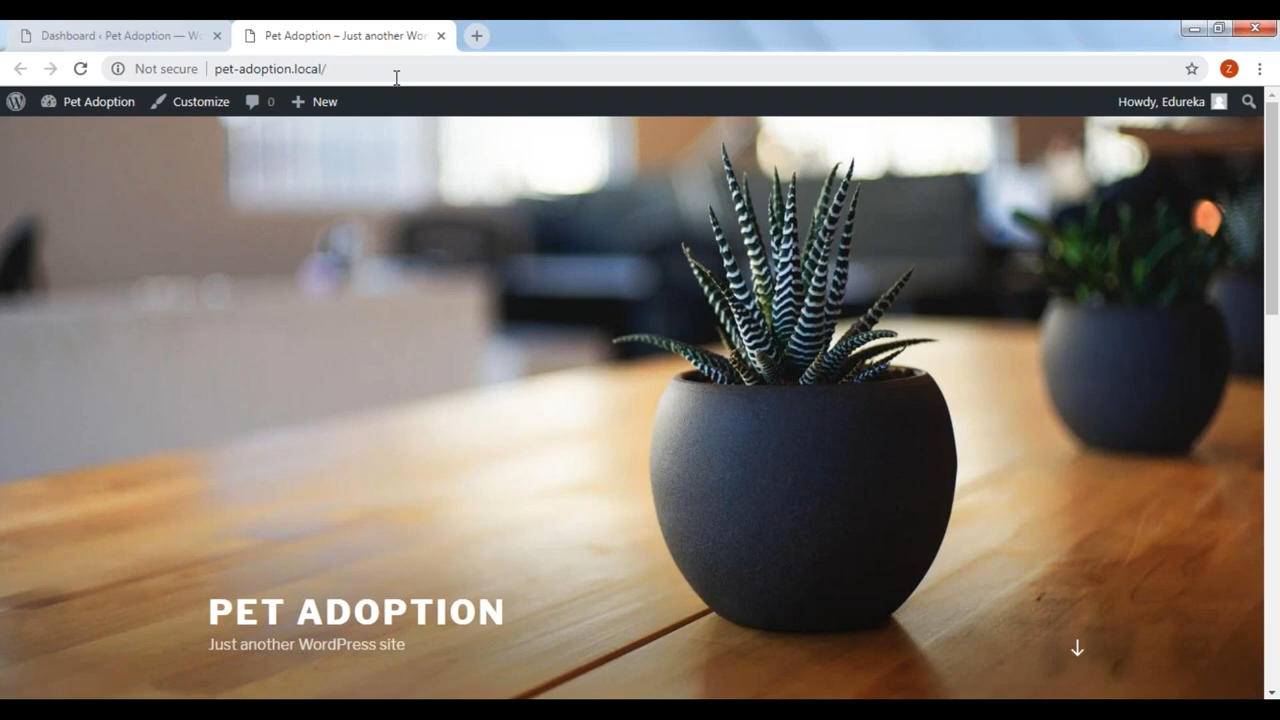 Dashboard ‹ Pet Adoption — Wo
Pet Adoption – Just another Wor
Not secure pet-adoption.local/ Z
Pet Adoption Customize 0 New Howdy, Edureka
PET ADOPTION
Just another WordPress site